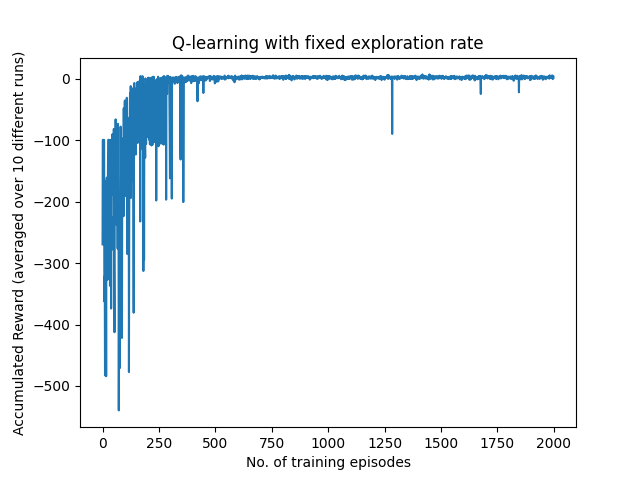 Q-learning with fixed exploration rate
Accumulated Reward (averaged over 10 different runs)
0
−100
−200
−300
−400
−500
0 250 500 750 1000 1250 1500 1750 2000
No. of training episodes